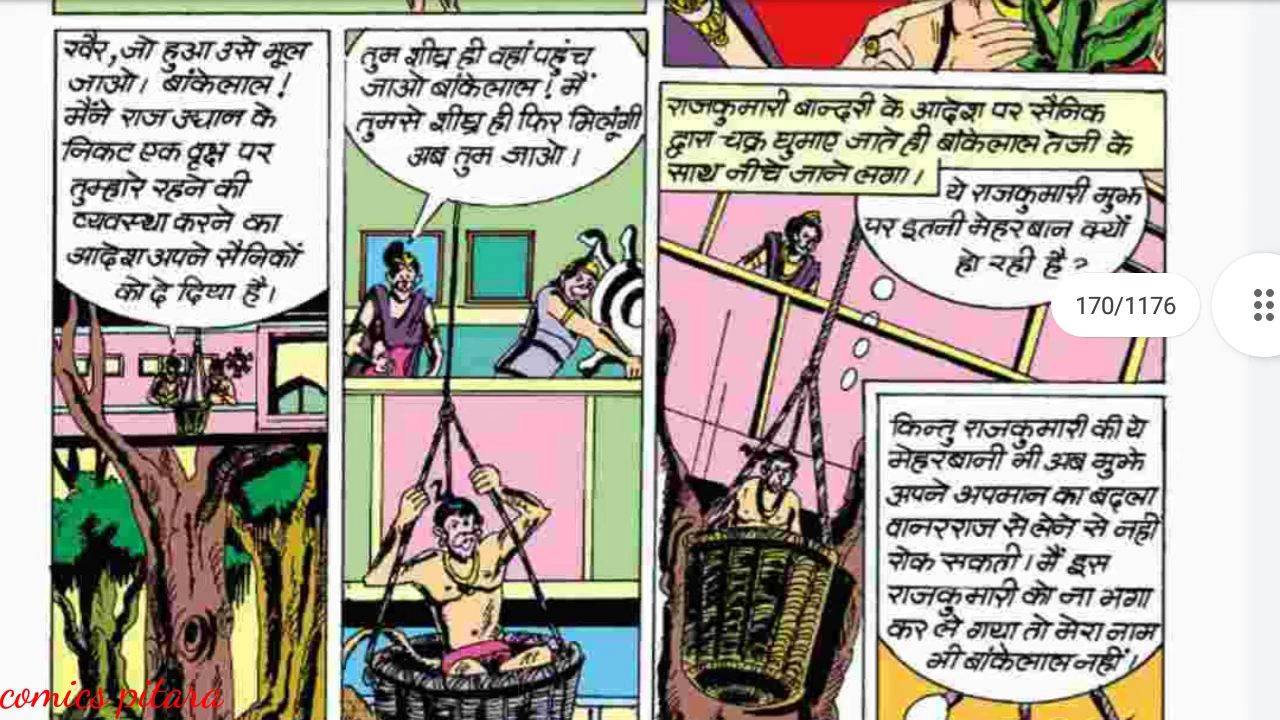 खैर, जो हुआ उसे भूल
जाओ। बांकेलाल!
मैंने राज उद्यान के
निकट एक वृक्ष पर
तुम्हारे रहने की
व्यवस्था करने का
आदेश अपने सैनिकों
को दे दिया है।
तुम शीघ्र ही वहां पहुंच
जाओ बांकेलाल! मैं
तुमसे शीघ्र ही फिर मिलूंगी
अब तुम जाओ।
राजकुमारी बान्दरी के आदेश पर सैनिक
द्वारा चक्र घुमाए जाते ही बांकेलाल तेजी के
साथ नीचे जाने लगा।
ये राजकुमारी मुझ
पर इतनी मेहरबान क्यों
हो रही है?
170/1176
किन्तु राजकुमारी की ये
मेहरबानी भी अब मुझे
अपने अपमान का बदला
वानरराज से लेने से नहीं
रोक सकती। मैं इस
राजकुमारी को ना भगा
कर ले गया तो मेरा नाम
भी बांकेलाल नहीं!
comics pitara